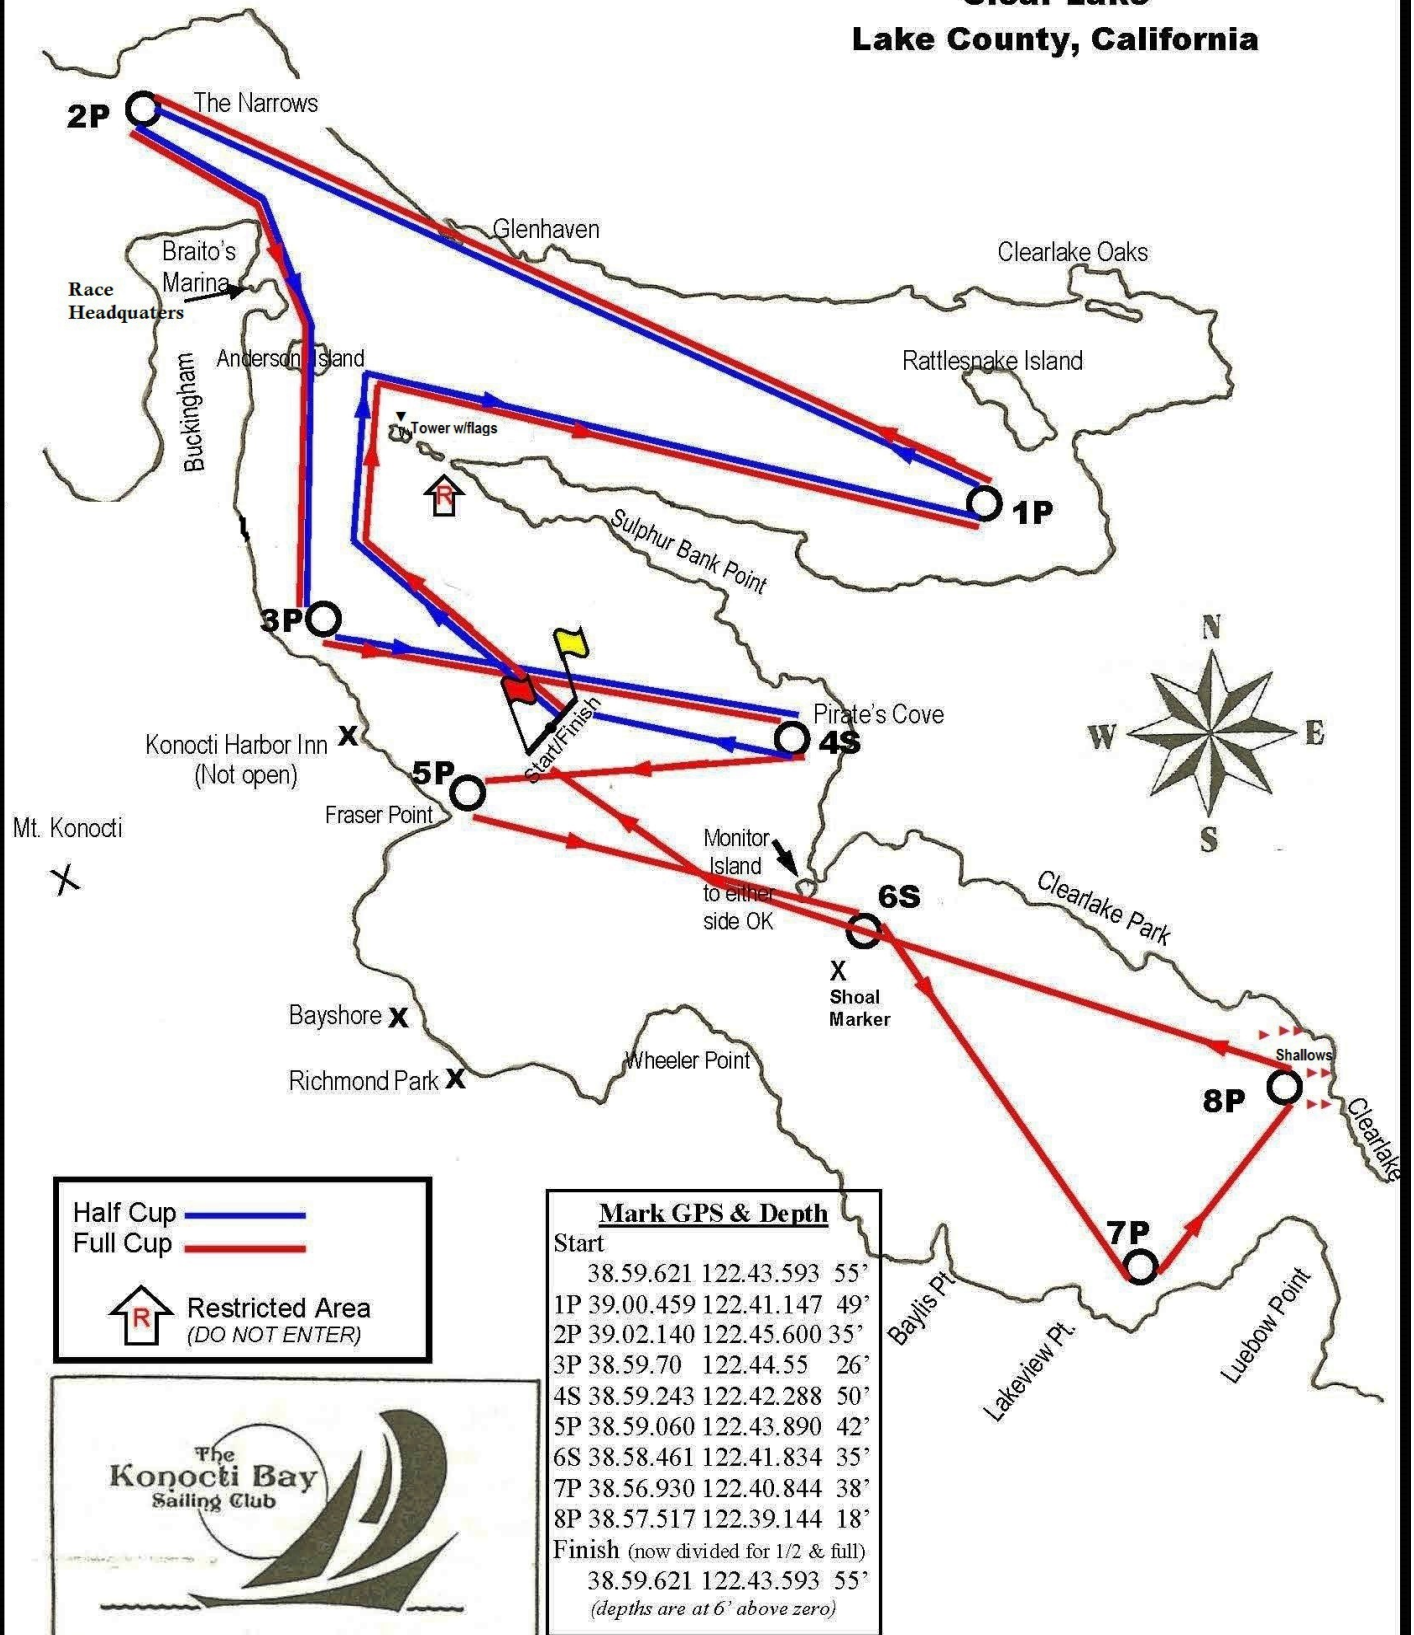 Clear Lake
Lake County, California
2P
The Narrows
Glenhaven
Clearlake Oaks
Braito's
Marina
Race
Headquaters
Anderson Island
Rattlesnake Island
Buckingham
Tower w/flags
R
1P
Sulphur Bank Point
3P
N
W
E
S
Start/Finish
Pirate's Cove
4S
Konocti Harbor Inn X
(Not open)
5P
Fraser Point
Mt. Konocti
X
Monitor
Island
to either
side OK
6S
Clearlake Park
X
Shoal
Marker
Bayshore X
Richmond Park X
Wheeler Point
Shallows
8P
Clearlake
7P
Baylis Pt.
Lakeview Pt.
Luebow Point
Half Cup
Full Cup
R
Restricted Area
(DO NOT ENTER)
Mark GPS & Depth
Start
38.59.621 122.43.593 55'
1P 39.00.459 122.41.147 49'
2P 39.02.140 122.45.600 35'
3P 38.59.70 122.44.55 26'
4S 38.59.243 122.42.288 50'
5P 38.59.060 122.43.890 42'
6S 38.58.461 122.41.834 35'
7P 38.56.930 122.40.844 38'
8P 38.57.517 122.39.144 18'
Finish (now divided for 1/2 & full)
38.59.621 122.43.593 55'
(depths are at 6' above zero)
The
Konocti Bay
Sailing Club